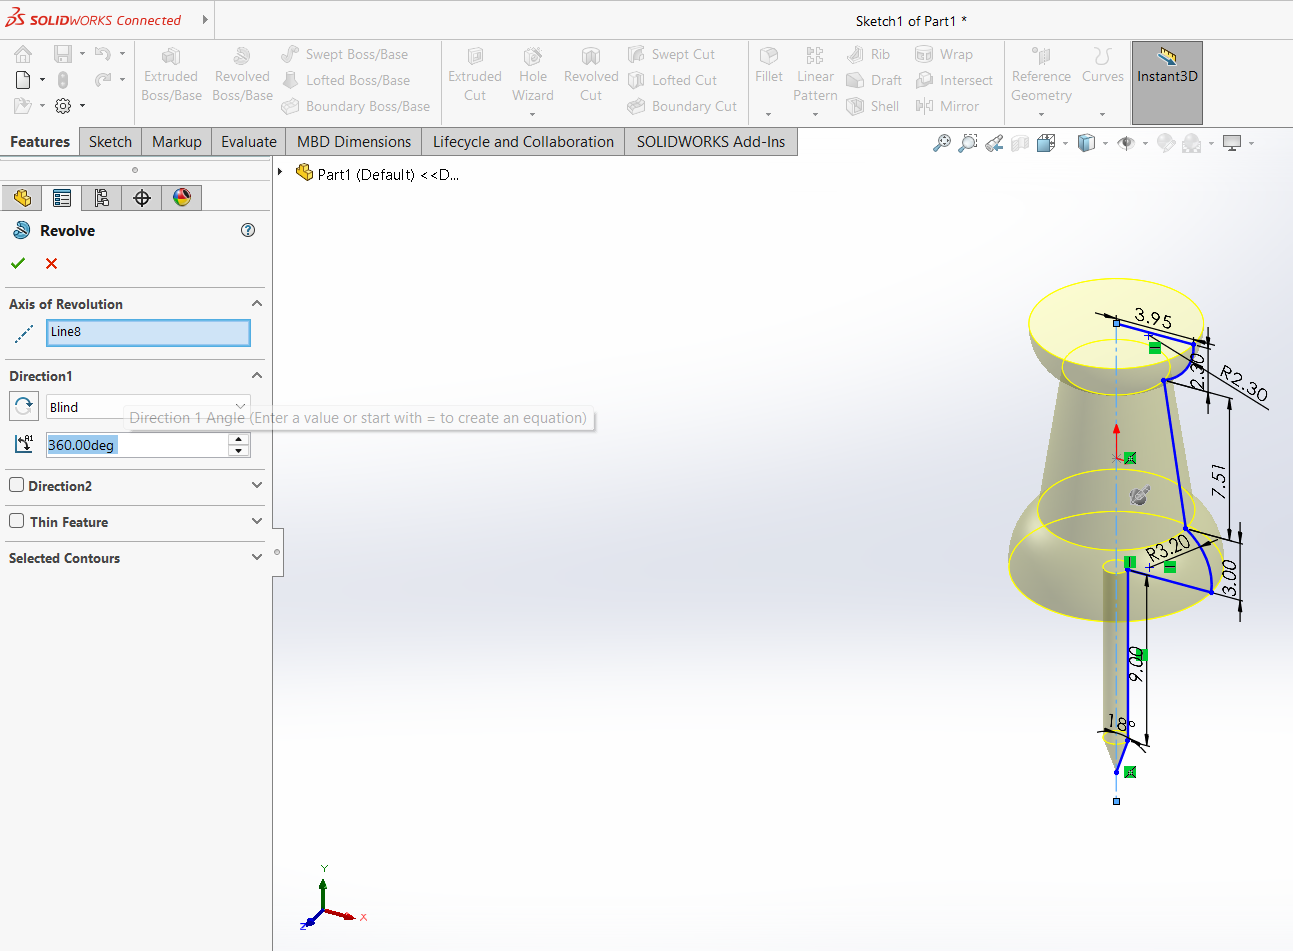 SOLIDWORKS Connected
Sketch1 of Part1 *
Extruded Boss/Base
Revolved Boss/Base
Swept Boss/Base
Lofted Boss/Base
Boundary Boss/Base
Extruded Cut
Hole Wizard
Revolved Cut
Swept Cut
Lofted Cut
Boundary Cut
Fillet
Linear Pattern
Rib
Draft
Shell
Wrap
Intersect
Mirror
Reference Geometry
Curves
Instant3D
Features
Sketch
Markup
Evaluate
MBD Dimensions
Lifecycle and Collaboration
SOLIDWORKS Add-Ins
Part1 (Default) <<D...
Revolve
Axis of Revolution
Line8
Direction1
Blind
Direction 1 Angle (Enter a value or start with = to create an equation)
A1
360.00deg
Direction2
Thin Feature
Selected Contours
3.95
2.30
R2.30
7.51
R3.20
3.00
9.00
18°
Y
X
Z